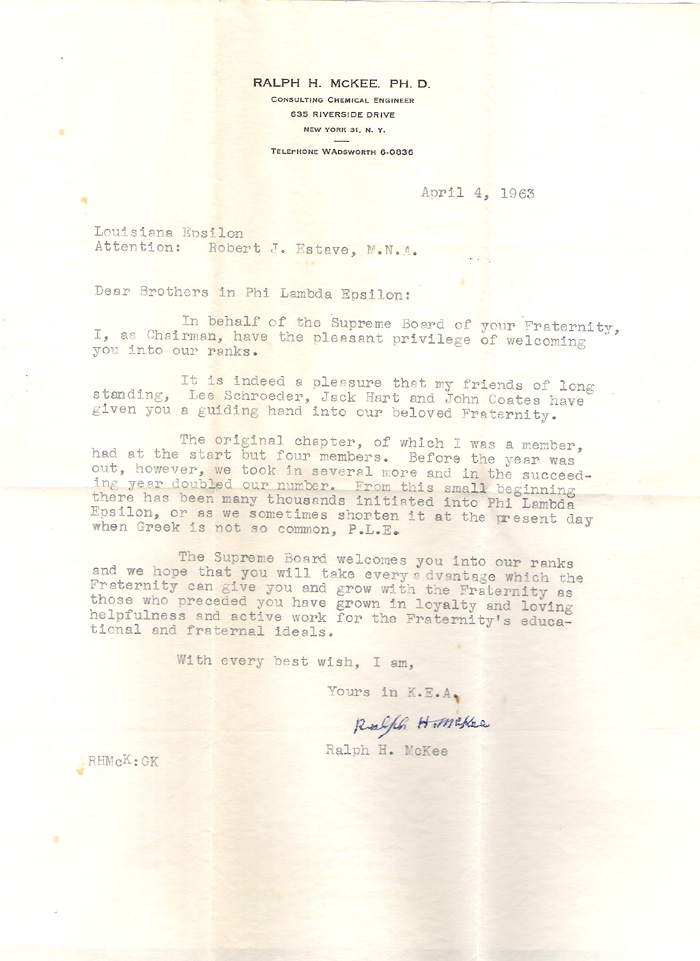 RALPH H. McKEE, PH. D.
CONSULTING CHEMICAL ENGINEER
635 RIVERSIDE DRIVE
NEW YORK 31, N. Y.
TELEPHONE WADSWORTH 6-0636
April 4, 1963
Louisiana Epsilon
Attention: Robert J. Estave, M.N.A.
Dear Brothers in Phi Lambda Epsilon:
In behalf of the Supreme Board of your Fraternity,
I, as Chairman, have the pleasant privilege of welcoming
you into our ranks.
It is indeed a pleasure that my friends of long
standing, Lee Schroeder, Jack Hart and John Coates have
given you a guiding hand into our beloved Fraternity.
The original chapter, of which I was a member,
had at the start but four members. Before the year was
out, however, we took in several more and in the succeed-
ing year doubled our number. From this small beginning
there has been many thousands initiated into Phi Lambda
Epsilon, or as we sometimes shorten it at the present day
when Greek is not so common, P.L.E.
The Supreme Board welcomes you into our ranks
and we hope that you will take every advantage which the
Fraternity can give you and grow with the Fraternity as
those who preceded you have grown in loyalty and loving
helpfulness and active work for the Fraternity's educa-
tional and fraternal ideals.
With every best wish, I am,
Yours in K.E.A.
Ralph H. McKee
Ralph H. McKee
RHMcK:GK